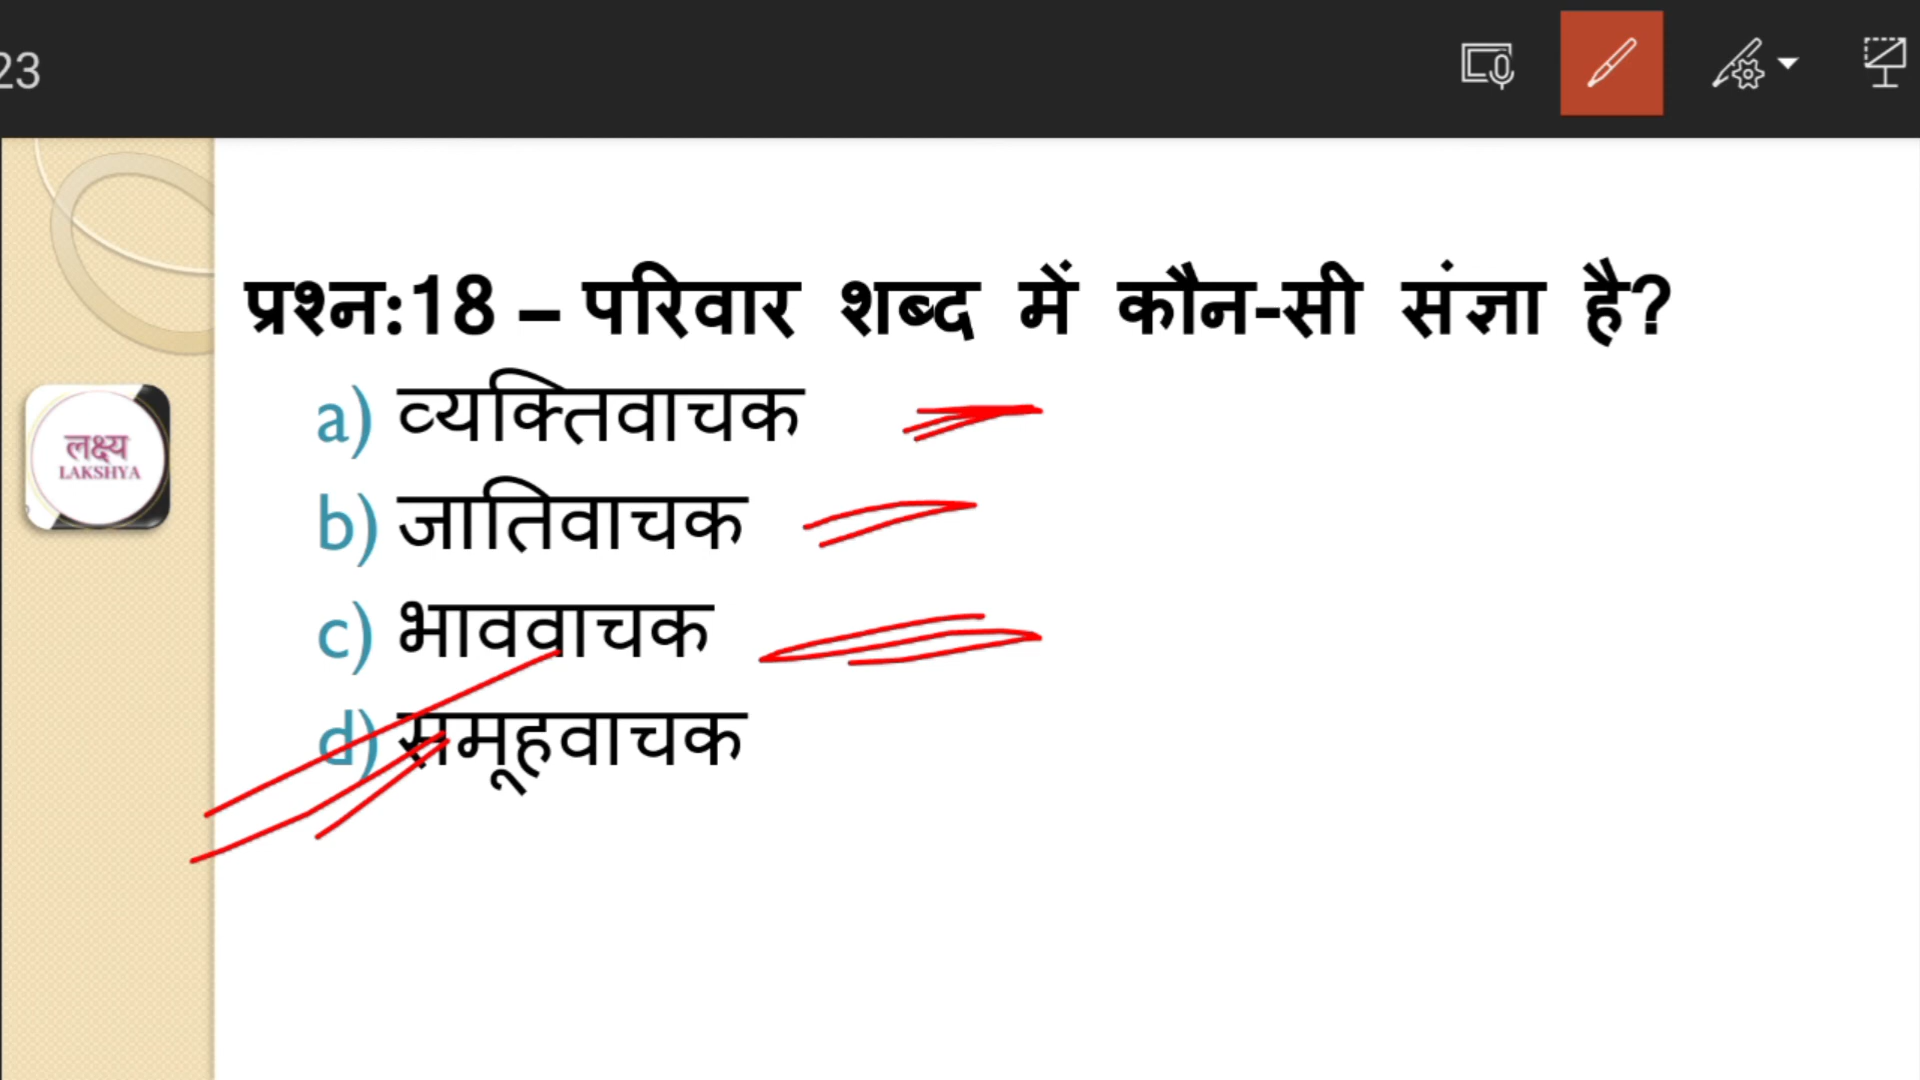 23
प्रश्न:18 – परिवार शब्द में कौन-सी संज्ञा है?
a) व्यक्तिवाचक
b) जातिवाचक
लक्ष्य
LAKSHYA
c) भाववाचक
d) समूहवाचक